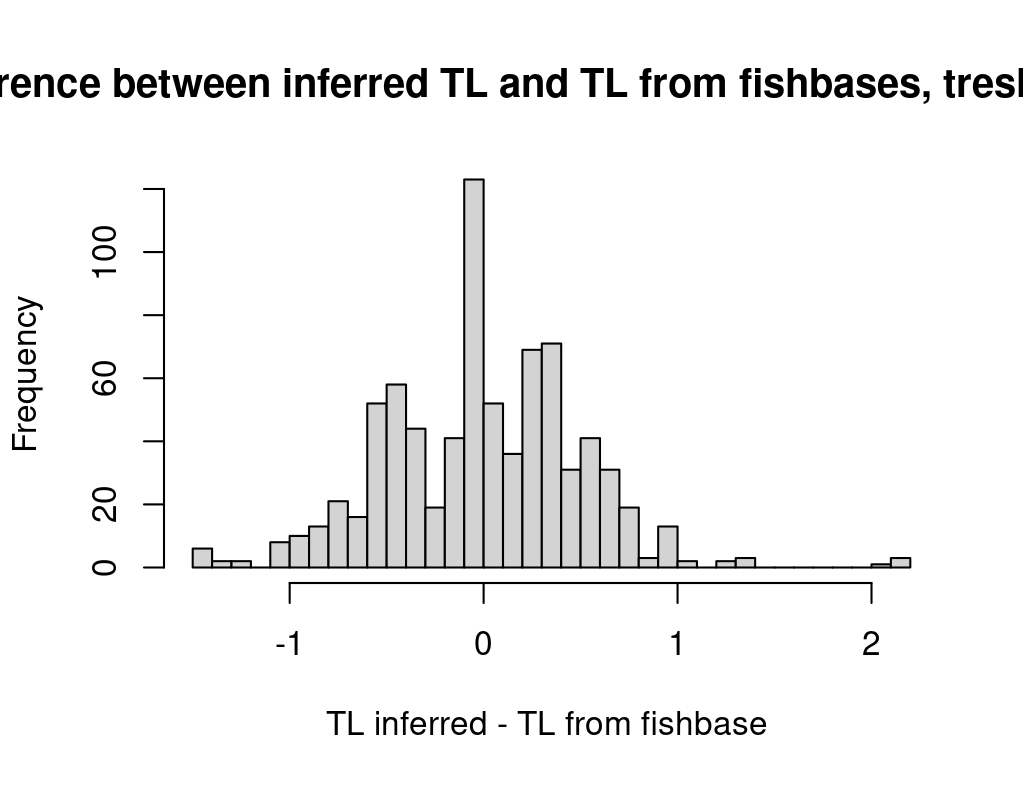 rence between inferred TL and TL from fishbases, tresh
Frequency
100
60
20
0
-1 0 1 2
TL inferred - TL from fishbase